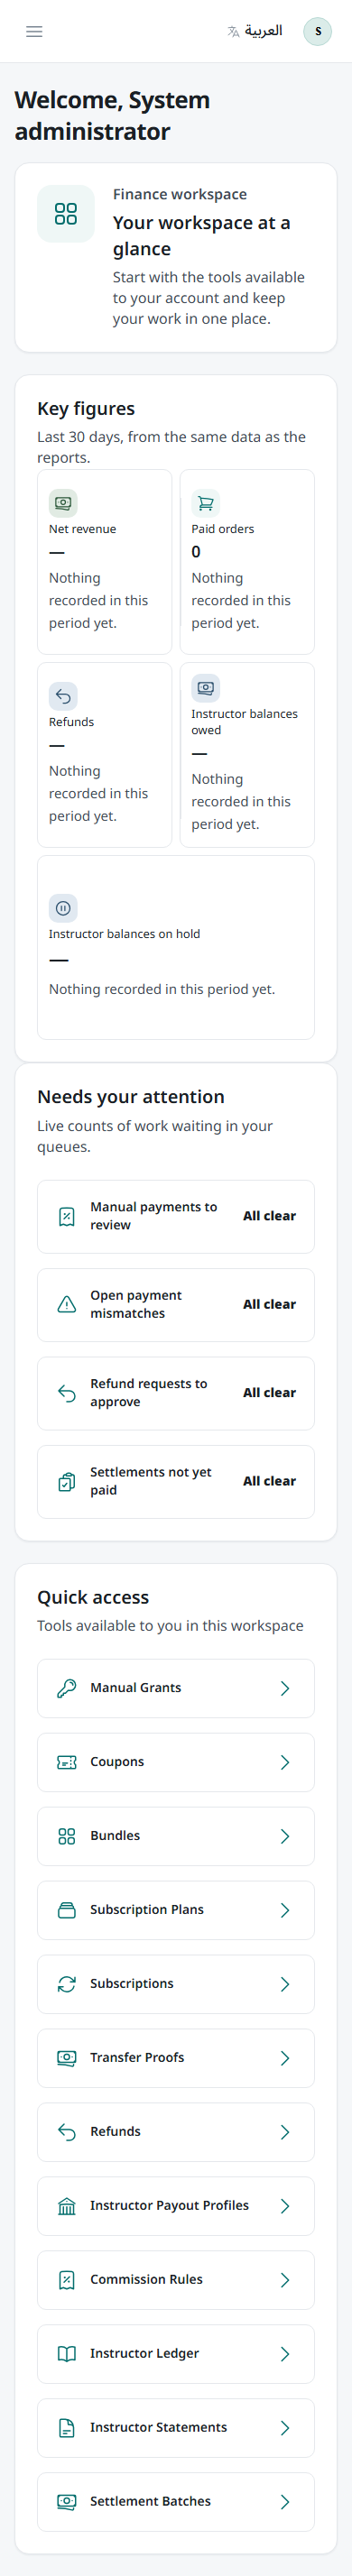 العربية
S
Welcome, System
administrator
Finance workspace
Your workspace at a
glance
Start with the tools available
to your account and keep
your work in one place.
Key figures
Last 30 days, from the same data as the
reports.
Net revenue
—
Nothing
recorded in this
period yet.
Paid orders
0
Nothing
recorded in this
period yet.
Refunds
—
Nothing
recorded in this
period yet.
Instructor balances
owed
—
Nothing
recorded in this
period yet.
Instructor balances on hold
—
Nothing recorded in this period yet.
Needs your attention
Live counts of work waiting in your
queues.
Manual payments to
review
All clear
Open payment
mismatches
All clear
Refund requests to
approve
All clear
Settlements not yet
paid
All clear
Quick access
Tools available to you in this workspace
Manual Grants
Coupons
Bundles
Subscription Plans
Subscriptions
Transfer Proofs
Refunds
Instructor Payout Profiles
Commission Rules
Instructor Ledger
Instructor Statements
Settlement Batches